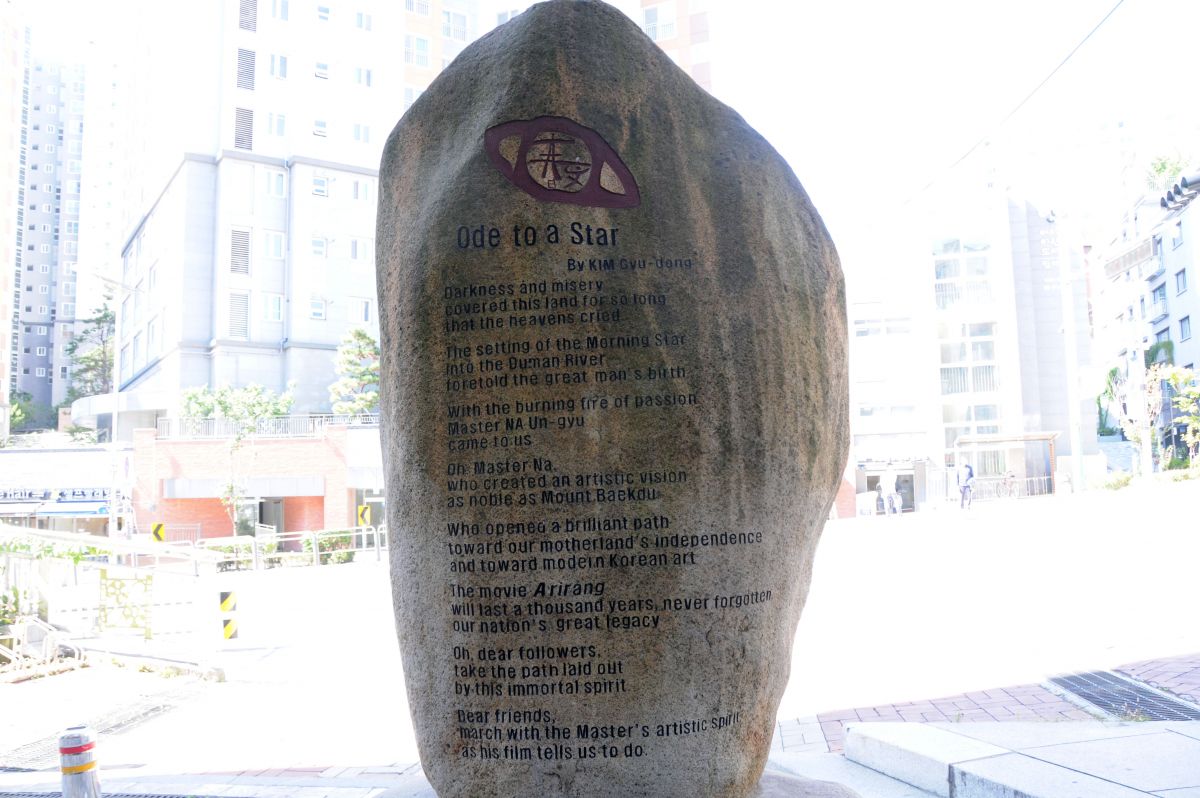 Ode to a Star
By KIM Gyu-dong
Darkness and misery
covered this land for so long
that the heavens cried
The setting of the Morning Star
into the Duman River
foretold the great man's birth
With the burning fire of passion
Master NA Un-gyu
came to us
Oh, Master Na,
who created an artistic vision
as noble as Mount Baekdu
Who opened a brilliant path
toward our motherland's independence
and toward modern Korean art
The movie Arirang
will last a thousand years, never forgotten
our nation's great legacy
Oh, dear followers,
take the path laid out
by this immortal spirit
Dear friends,
march with the Master's artistic spirit
as his film tells us to do.